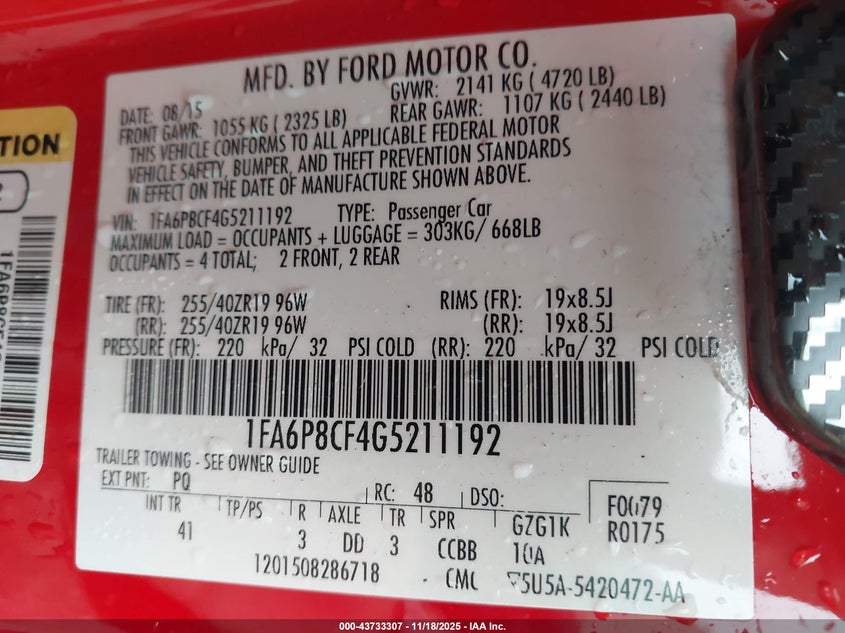 MFD. BY FORD MOTOR CO.
DATE: 08/15 GVWR: 2141 KG ( 4720 LB)
FRONT GAWR: 1055 KG ( 2325 LB) REAR GAWR: 1107 KG ( 2440 LB)
THIS VEHICLE CONFORMS TO ALL APPLICABLE FEDERAL MOTOR
VEHICLE SAFETY, BUMPER, AND THEFT PREVENTION STANDARDS
IN EFFECT ON THE DATE OF MANUFACTURE SHOWN ABOVE.
VIN: 1FA6P8CF4G5211192 TYPE: Passenger Car
MAXIMUM LOAD = OCCUPANTS + LUGGAGE = 303KG/ 668LB
OCCUPANTS = 4 TOTAL; 2 FRONT, 2 REAR
TIRE (FR): 255/40ZR19 96W RIMS (FR): 19x8.5J
(RR): 255/40ZR19 96W (RR): 19x8.5J
PRESSURE (FR): 220 kPa/ 32 PSI COLD (RR): 220 kPa/ 32 PSI COLD
1FA6P8CF4G5211192
TRAILER TOWING - SEE OWNER GUIDE
EXT PNT: PQ RC: 48 DSO:
INT TR TP/PS R AXLE TR SPR GZG1K F0079
41 3 DD 3 CCBB 10A R0175
1201508286718 CMC 5U5A-5420472-AA
000-43733307 - 11/18/2025 - IAA Inc.